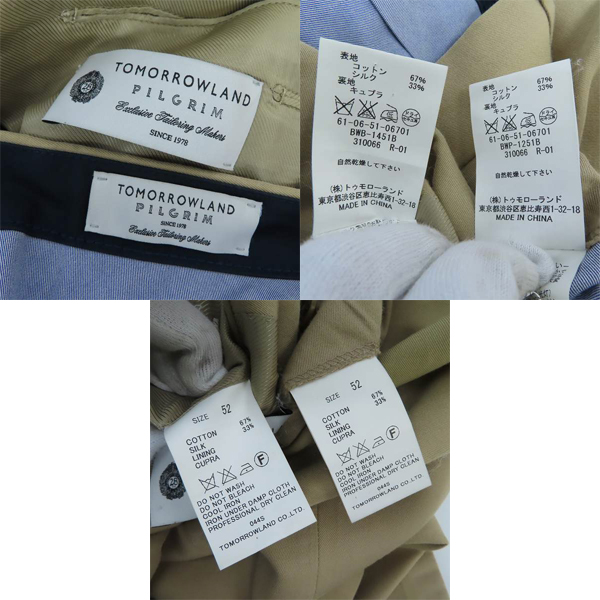 TOMORROWLAND
PILGRIM
Exclusive Tailoring Makers
SINCE 1978
TOMORROWLAND
PILGRIM
SINCE 1978
Exclusive Tailoring Makers
表地
コットン 67%
シルク 33%
裏地
キュプラ
61-06-51-06701
BWB-1451B
310066 R-01
自然乾燥して下さい
(株)トゥモローランド
東京都渋谷区恵比寿西1-32-18
MADE IN CHINA
表地
コットン 67%
シルク 33%
裏地
キュプラ
61-06-51-06701
BWP-1251B
310066 R-01
自然乾燥して下さい
(株)トゥモローランド
東京都渋谷区恵比寿西1-32-18
MADE IN CHINA
SIZE 52
COTTON 67%
SILK 33%
LINING
CUPRA
F
DO NOT WASH
DO NOT BLEACH
COOL IRON
IRON UNDER DAMP CLOTH
PROFESSIONAL DRY CLEAN
044S
TOMORROWLAND CO.,LTD.
SIZE 52
COTTON 67%
SILK 33%
LINING
CUPRA
F
DO NOT WASH
DO NOT BLEACH
COOL IRON
IRON UNDER DAMP CLOTH
PROFESSIONAL DRY CLEAN
044S
TOMORROWLAND CO.,LTD.